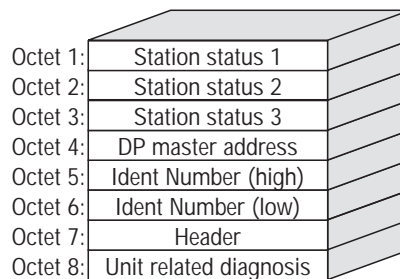 Octet 1: Station status 1
Octet 2: Station status 2
Octet 3: Station status 3
Octet 4: DP master address
Octet 5: Ident Number (high)
Octet 6: Ident Number (low)
Octet 7: Header
Octet 8: Unit related diagnosis